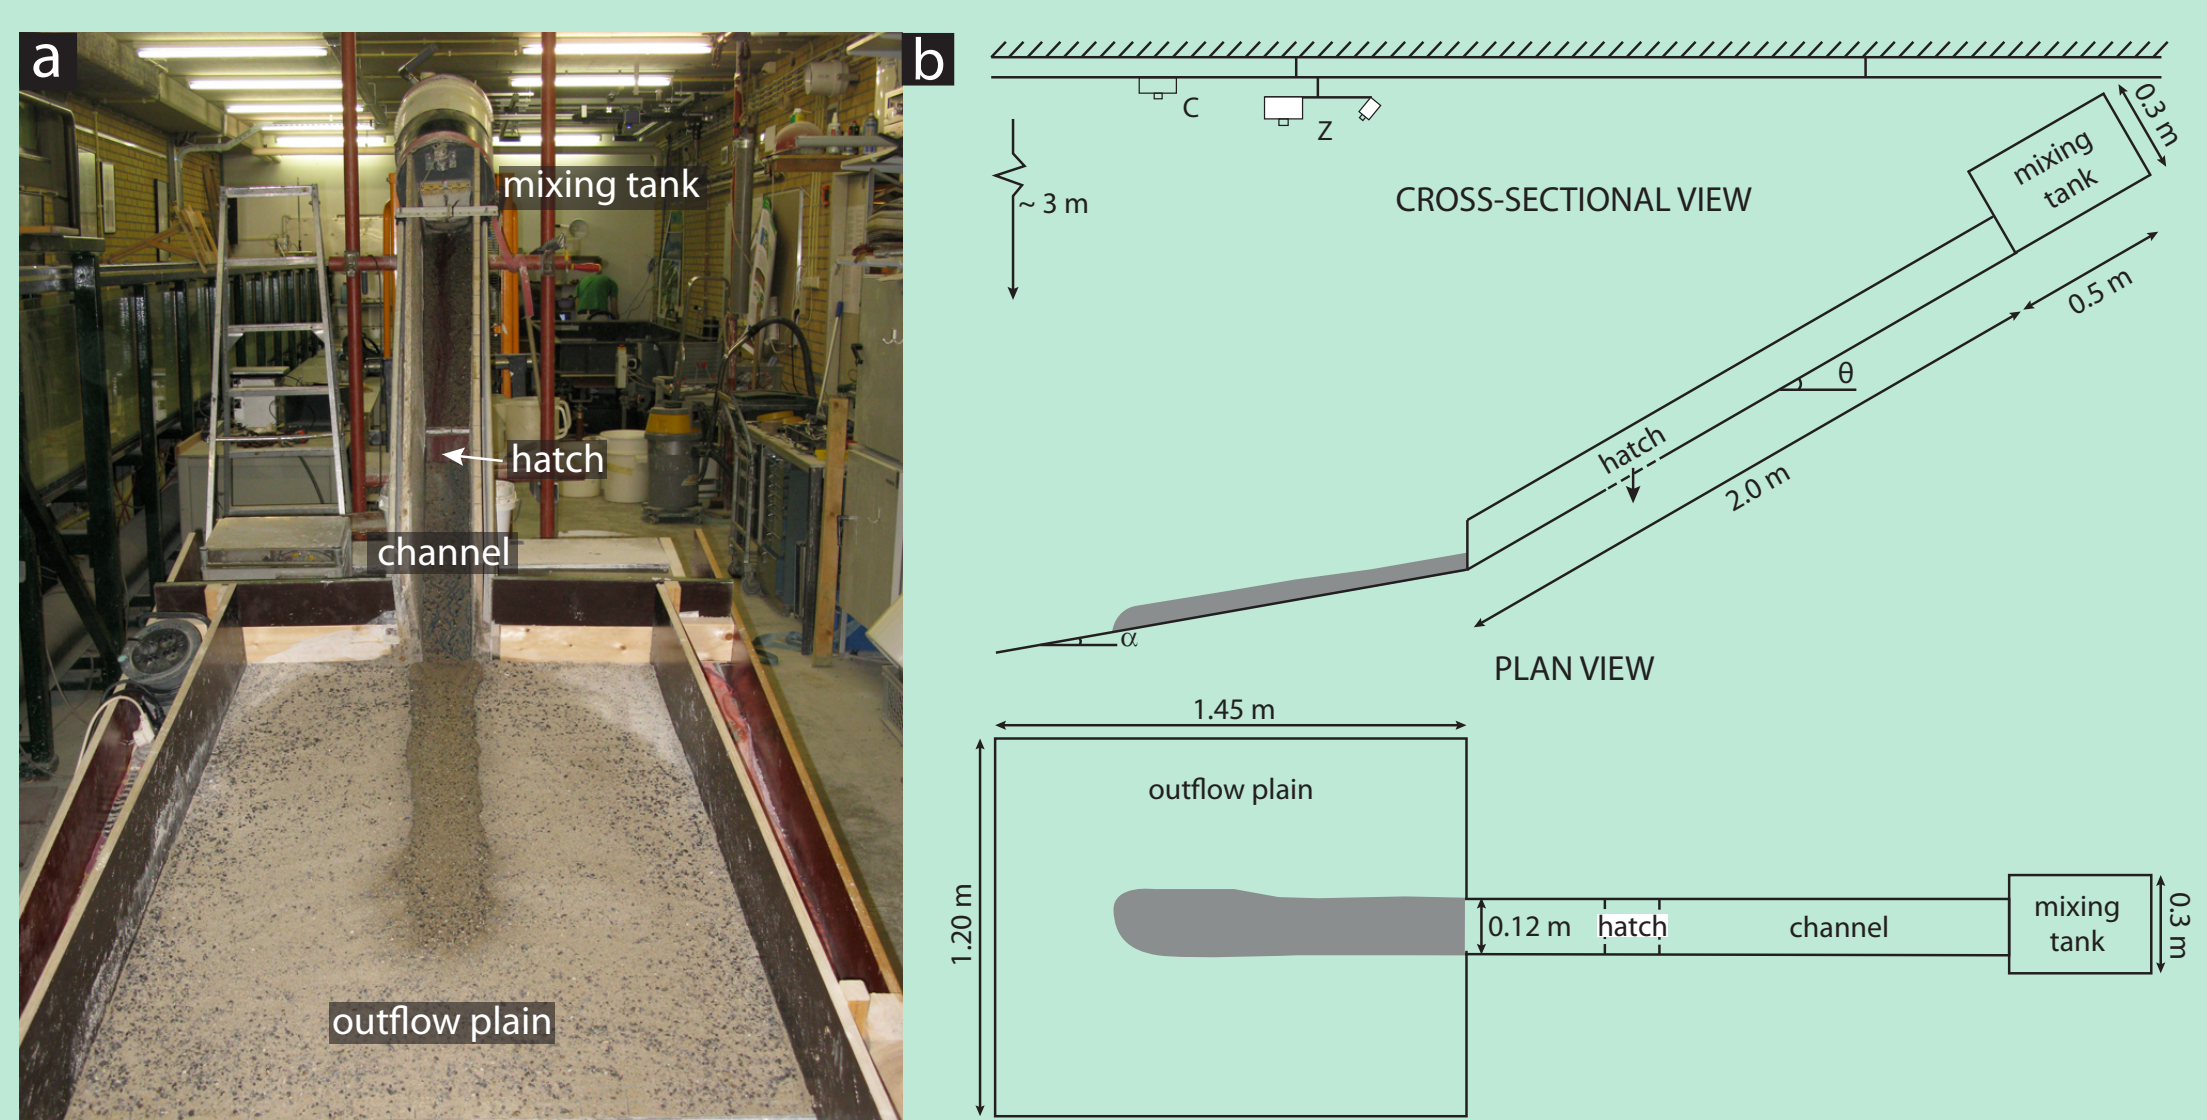 a
mixing tank
hatch
channel
outflow plain
b
C
Z
~ 3 m
CROSS-SECTIONAL VIEW
0.3 m
mixing
tank
0.5 m
θ
hatch
2.0 m
α
PLAN VIEW
1.45 m
1.20 m
outflow plain
0.12 m
hatch
channel
mixing
tank
0.3 m